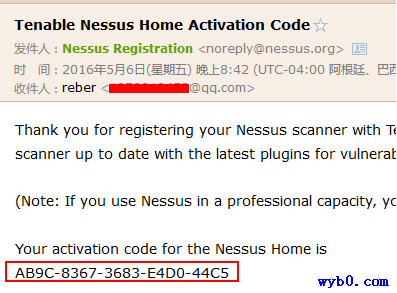 Tenable Nessus Home Activation Code
发件人：Nessus Registration <noreply@nessus.org>
时　间：2016年5月6日(星期五) 晚上8:42 (UTC-04:00 阿根廷、巴西
收件人：reber < @qq.com>
Thank you for registering your Nessus scanner with Te
scanner up to date with the latest plugins for vulnerab
(Note: If you use Nessus in a professional capacity, yo
Your activation code for the Nessus Home is
AB9C-8367-3683-E4D0-44C5
wyb0.com